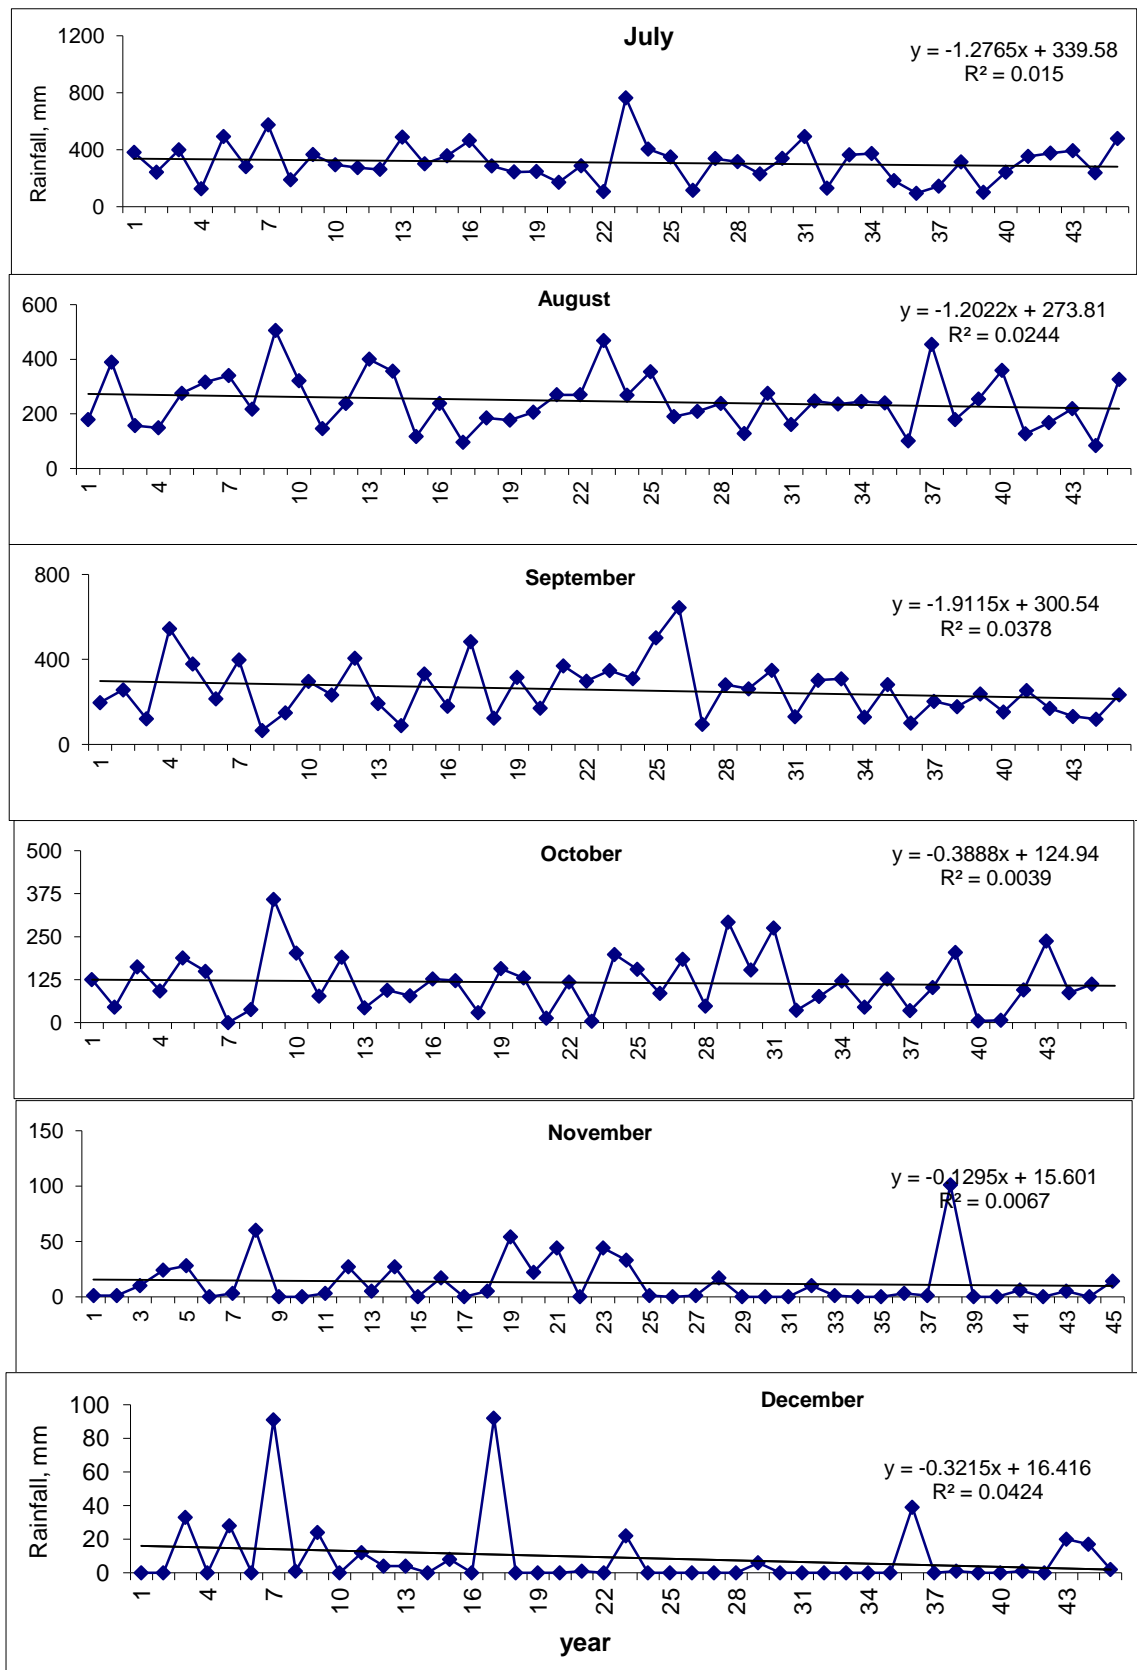 July
y = -1.2765x + 339.58
R² = 0.015
Rainfall, mm
1200
800
400
0
1 4 7 10 13 16 19 22 25 28 31 34 37 40 43
August
y = -1.2022x + 273.81
R² = 0.0244
600
400
200
0
1 4 7 10 13 16 19 22 25 28 31 34 37 40 43
September
y = -1.9115x + 300.54
R² = 0.0378
800
400
0
1 4 7 10 13 16 19 22 25 28 31 34 37 40 43
October
y = -0.3888x + 124.94
R² = 0.0039
500
375
250
125
0
1 4 7 10 13 16 19 22 25 28 31 34 37 40 43
November
y = -0.1295x + 15.601
R² = 0.0067
150
100
50
0
1 3 5 7 9 11 13 15 17 19 21 23 25 27 29 31 33 35 37 39 41 43 45
December
y = -0.3215x + 16.416
R² = 0.0424
Rainfall, mm
100
80
60
40
20
0
1 4 7 10 13 16 19 22 25 28 31 34 37 40 43
year